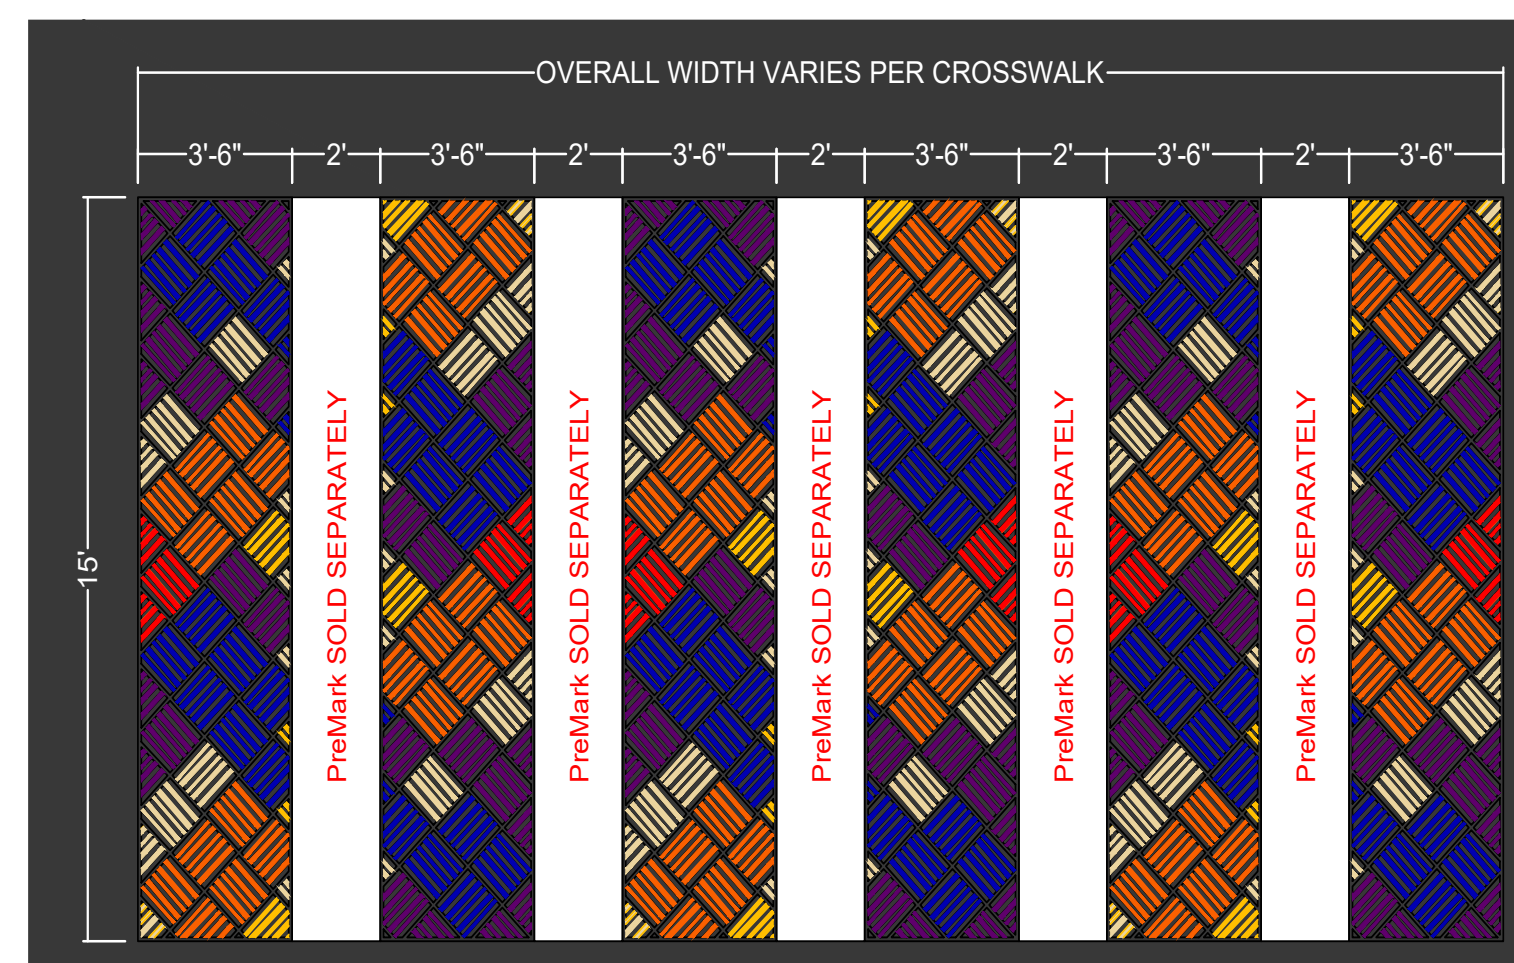 OVERALL WIDTH VARIES PER CROSSWALK
3'-6" 2' 3'-6" 2' 3'-6" 2' 3'-6" 2' 3'-6" 2' 3'-6"
15'
PreMark SOLD SEPARATELY
PreMark SOLD SEPARATELY
PreMark SOLD SEPARATELY
PreMark SOLD SEPARATELY
PreMark SOLD SEPARATELY